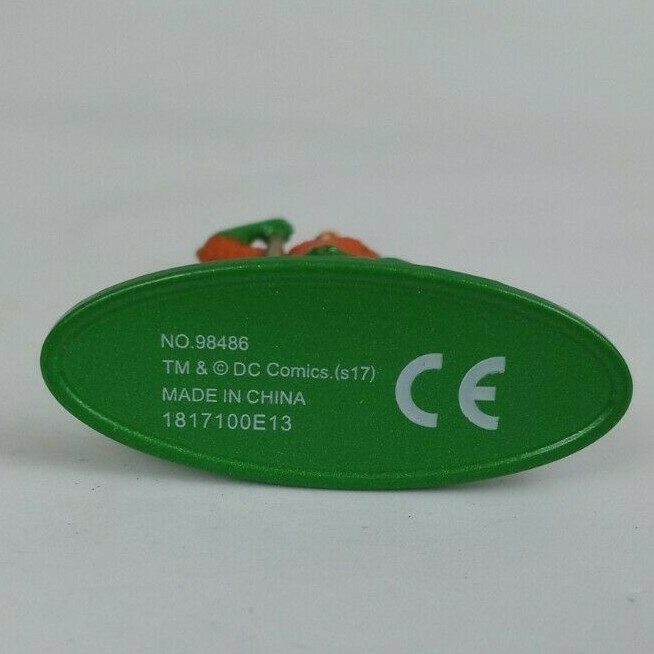 NO.98486
TM & © DC Comics.(s17)
MADE IN CHINA
1817100E13
CE